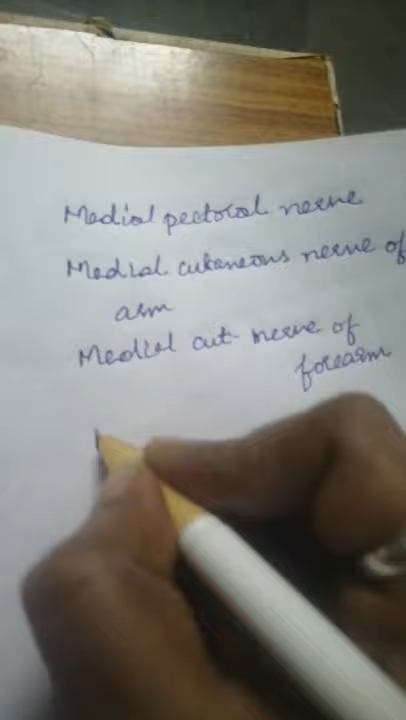 Medial pectoral nerve
Medial cutaneous nerve of
arm
Medial cut- nerve of
forearm